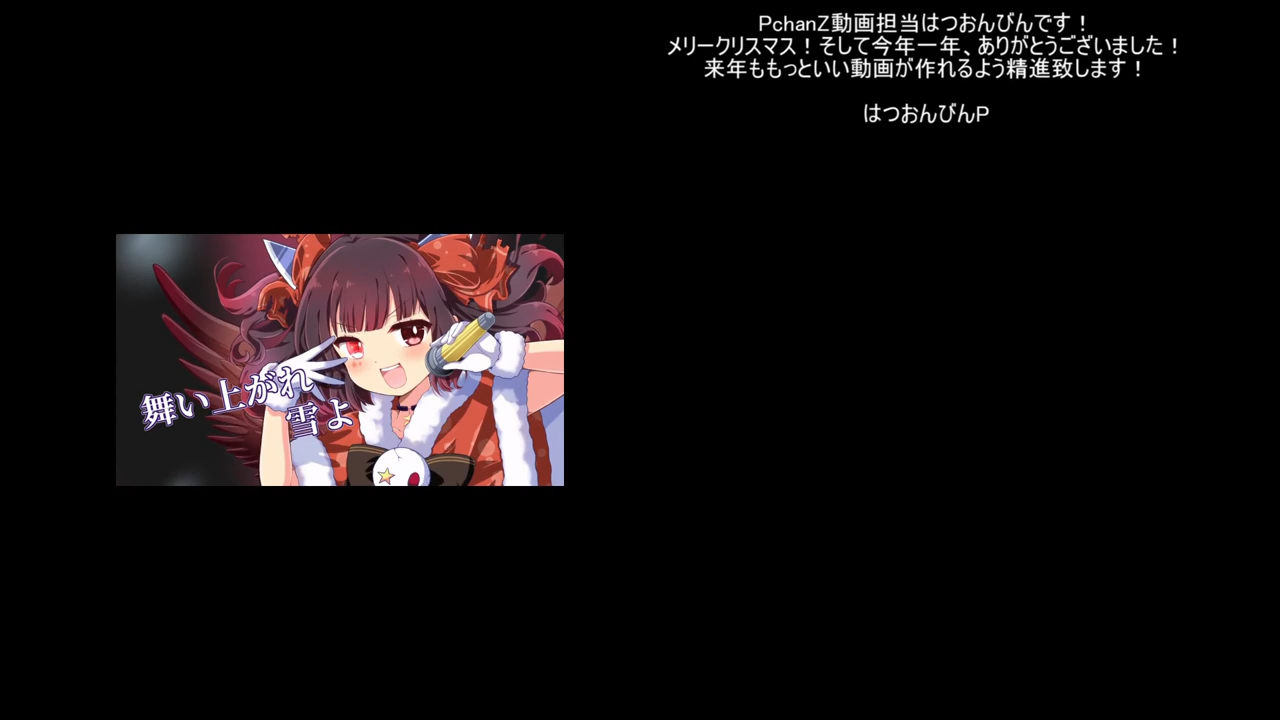 PchanZ動画担当はつおんびんです！
メリークリスマス！そして今年一年、ありがとうございました！
来年ももっといい動画が作れるよう精進致します！
はつおんびんP
舞い上がれ
雪よ